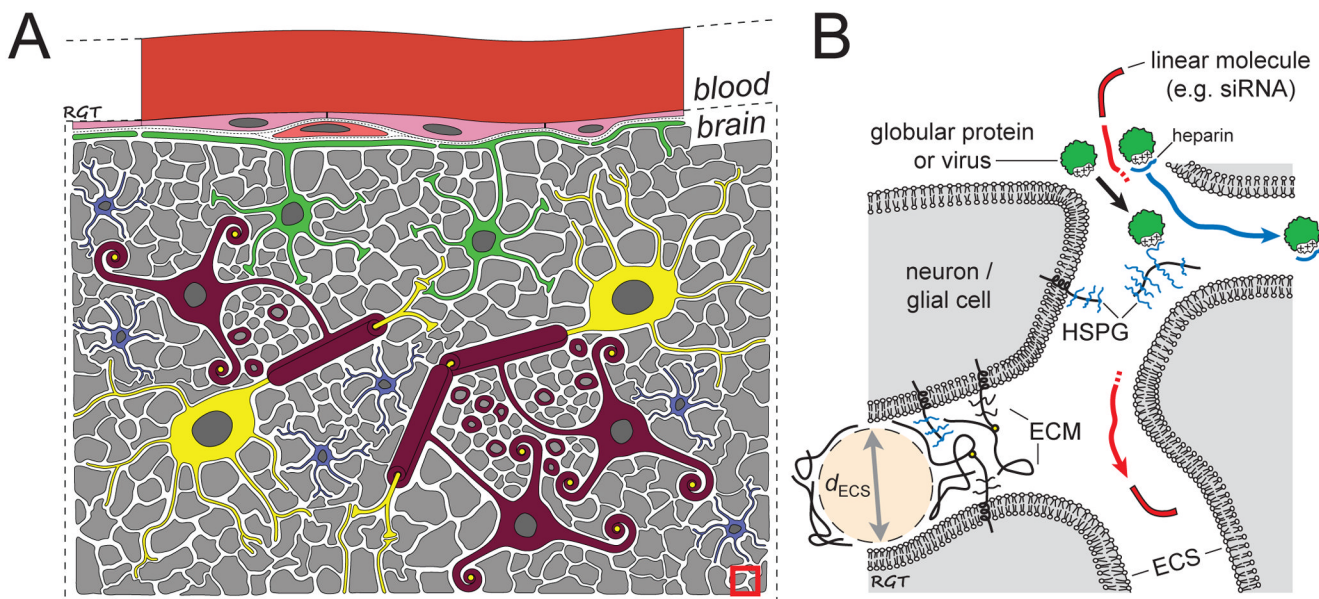 A
blood
RGT
brain
B
linear molecule
(e.g. siRNA)
globular protein
or virus
heparin
neuron /
glial cell
HSPG
ECM
dECS
ECS
RGT